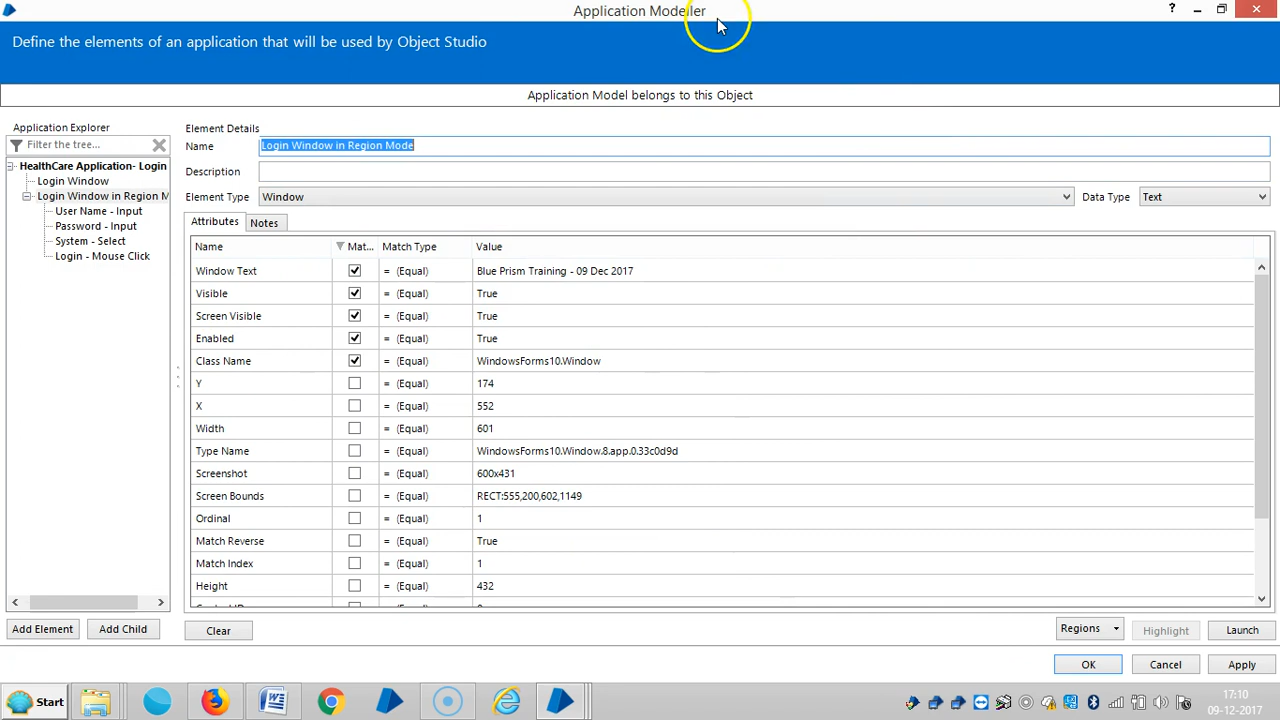 Application Modeller
?
Define the elements of an application that will be used by Object Studio
Application Model belongs to this Object
Application Explorer
Filter the tree...
HealthCare Application- Login
Login Window
Login Window in Region M
User Name - Input
Password - Input
System - Select
Login - Mouse Click
Add Element
Add Child
Element Details
Name
Login Window in Region Mode
Description
Element Type
Window
Data Type
Text
Attributes
Notes
Name Mat... Match Type Value
Window Text = (Equal) Blue Prism Training - 09 Dec 2017
Visible = (Equal) True
Screen Visible = (Equal) True
Enabled = (Equal) True
Class Name = (Equal) WindowsForms10.Window
Y = (Equal) 174
X = (Equal) 552
Width = (Equal) 601
Type Name = (Equal) WindowsForms10.Window.8.app.0.33c0d9d
Screenshot = (Equal) 600x431
Screen Bounds = (Equal) RECT:555,200,602,1149
Ordinal = (Equal) 1
Match Reverse = (Equal) True
Match Index = (Equal) 1
Height = (Equal) 432
Clear
Regions
Highlight
Launch
OK
Cancel
Apply
Start
17:10
09-12-2017